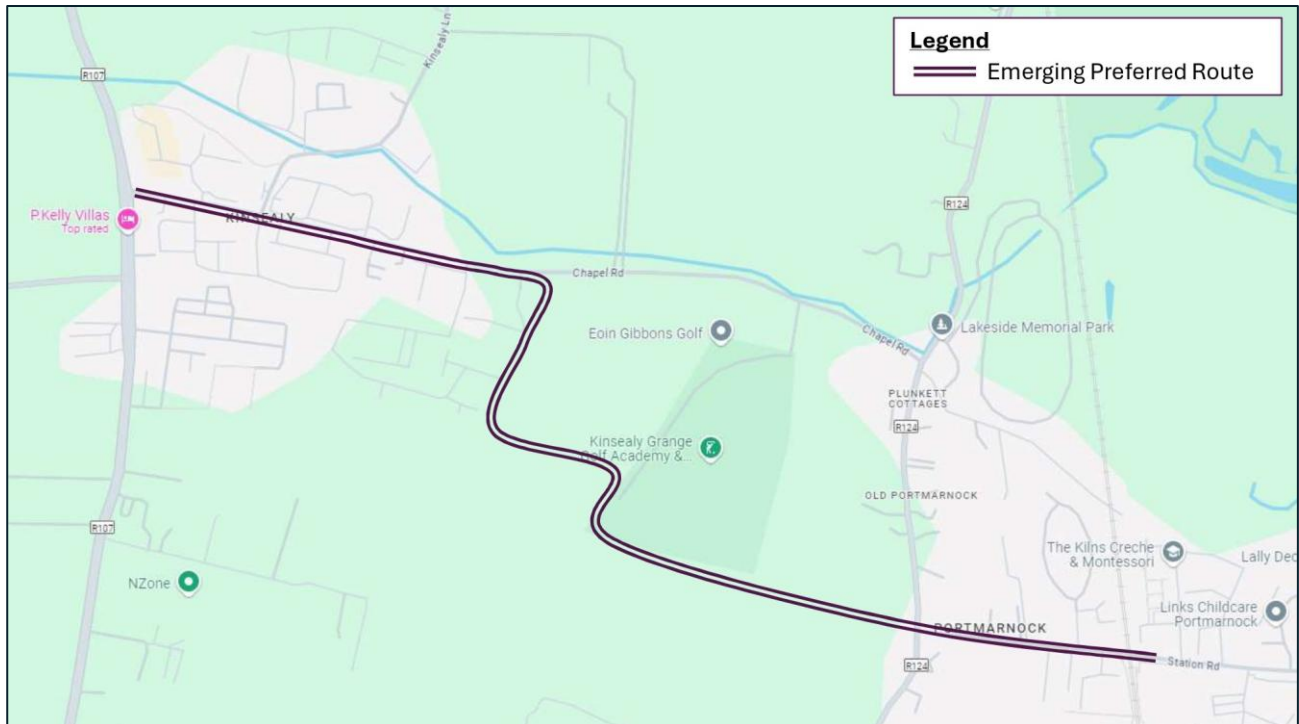 Legend
Emerging Preferred Route
Kinsealy Ln
R107
P.Kelly Villas
Top rated
KINSEALY
R124
Chapel Rd
Eoin Gibbons Golf
Lakeside Memorial Park
Chapel Rd
PLUNKETT
COTTAGES
R124
Kinsealy Grange
Golf Academy &...
OLD PORTMARNOCK
R107
The Kilns Creche
& Montessori
Lally Dec
NZone
Links Childcare
Portmarnock
PORTMARNOCK
R124
Station Rd